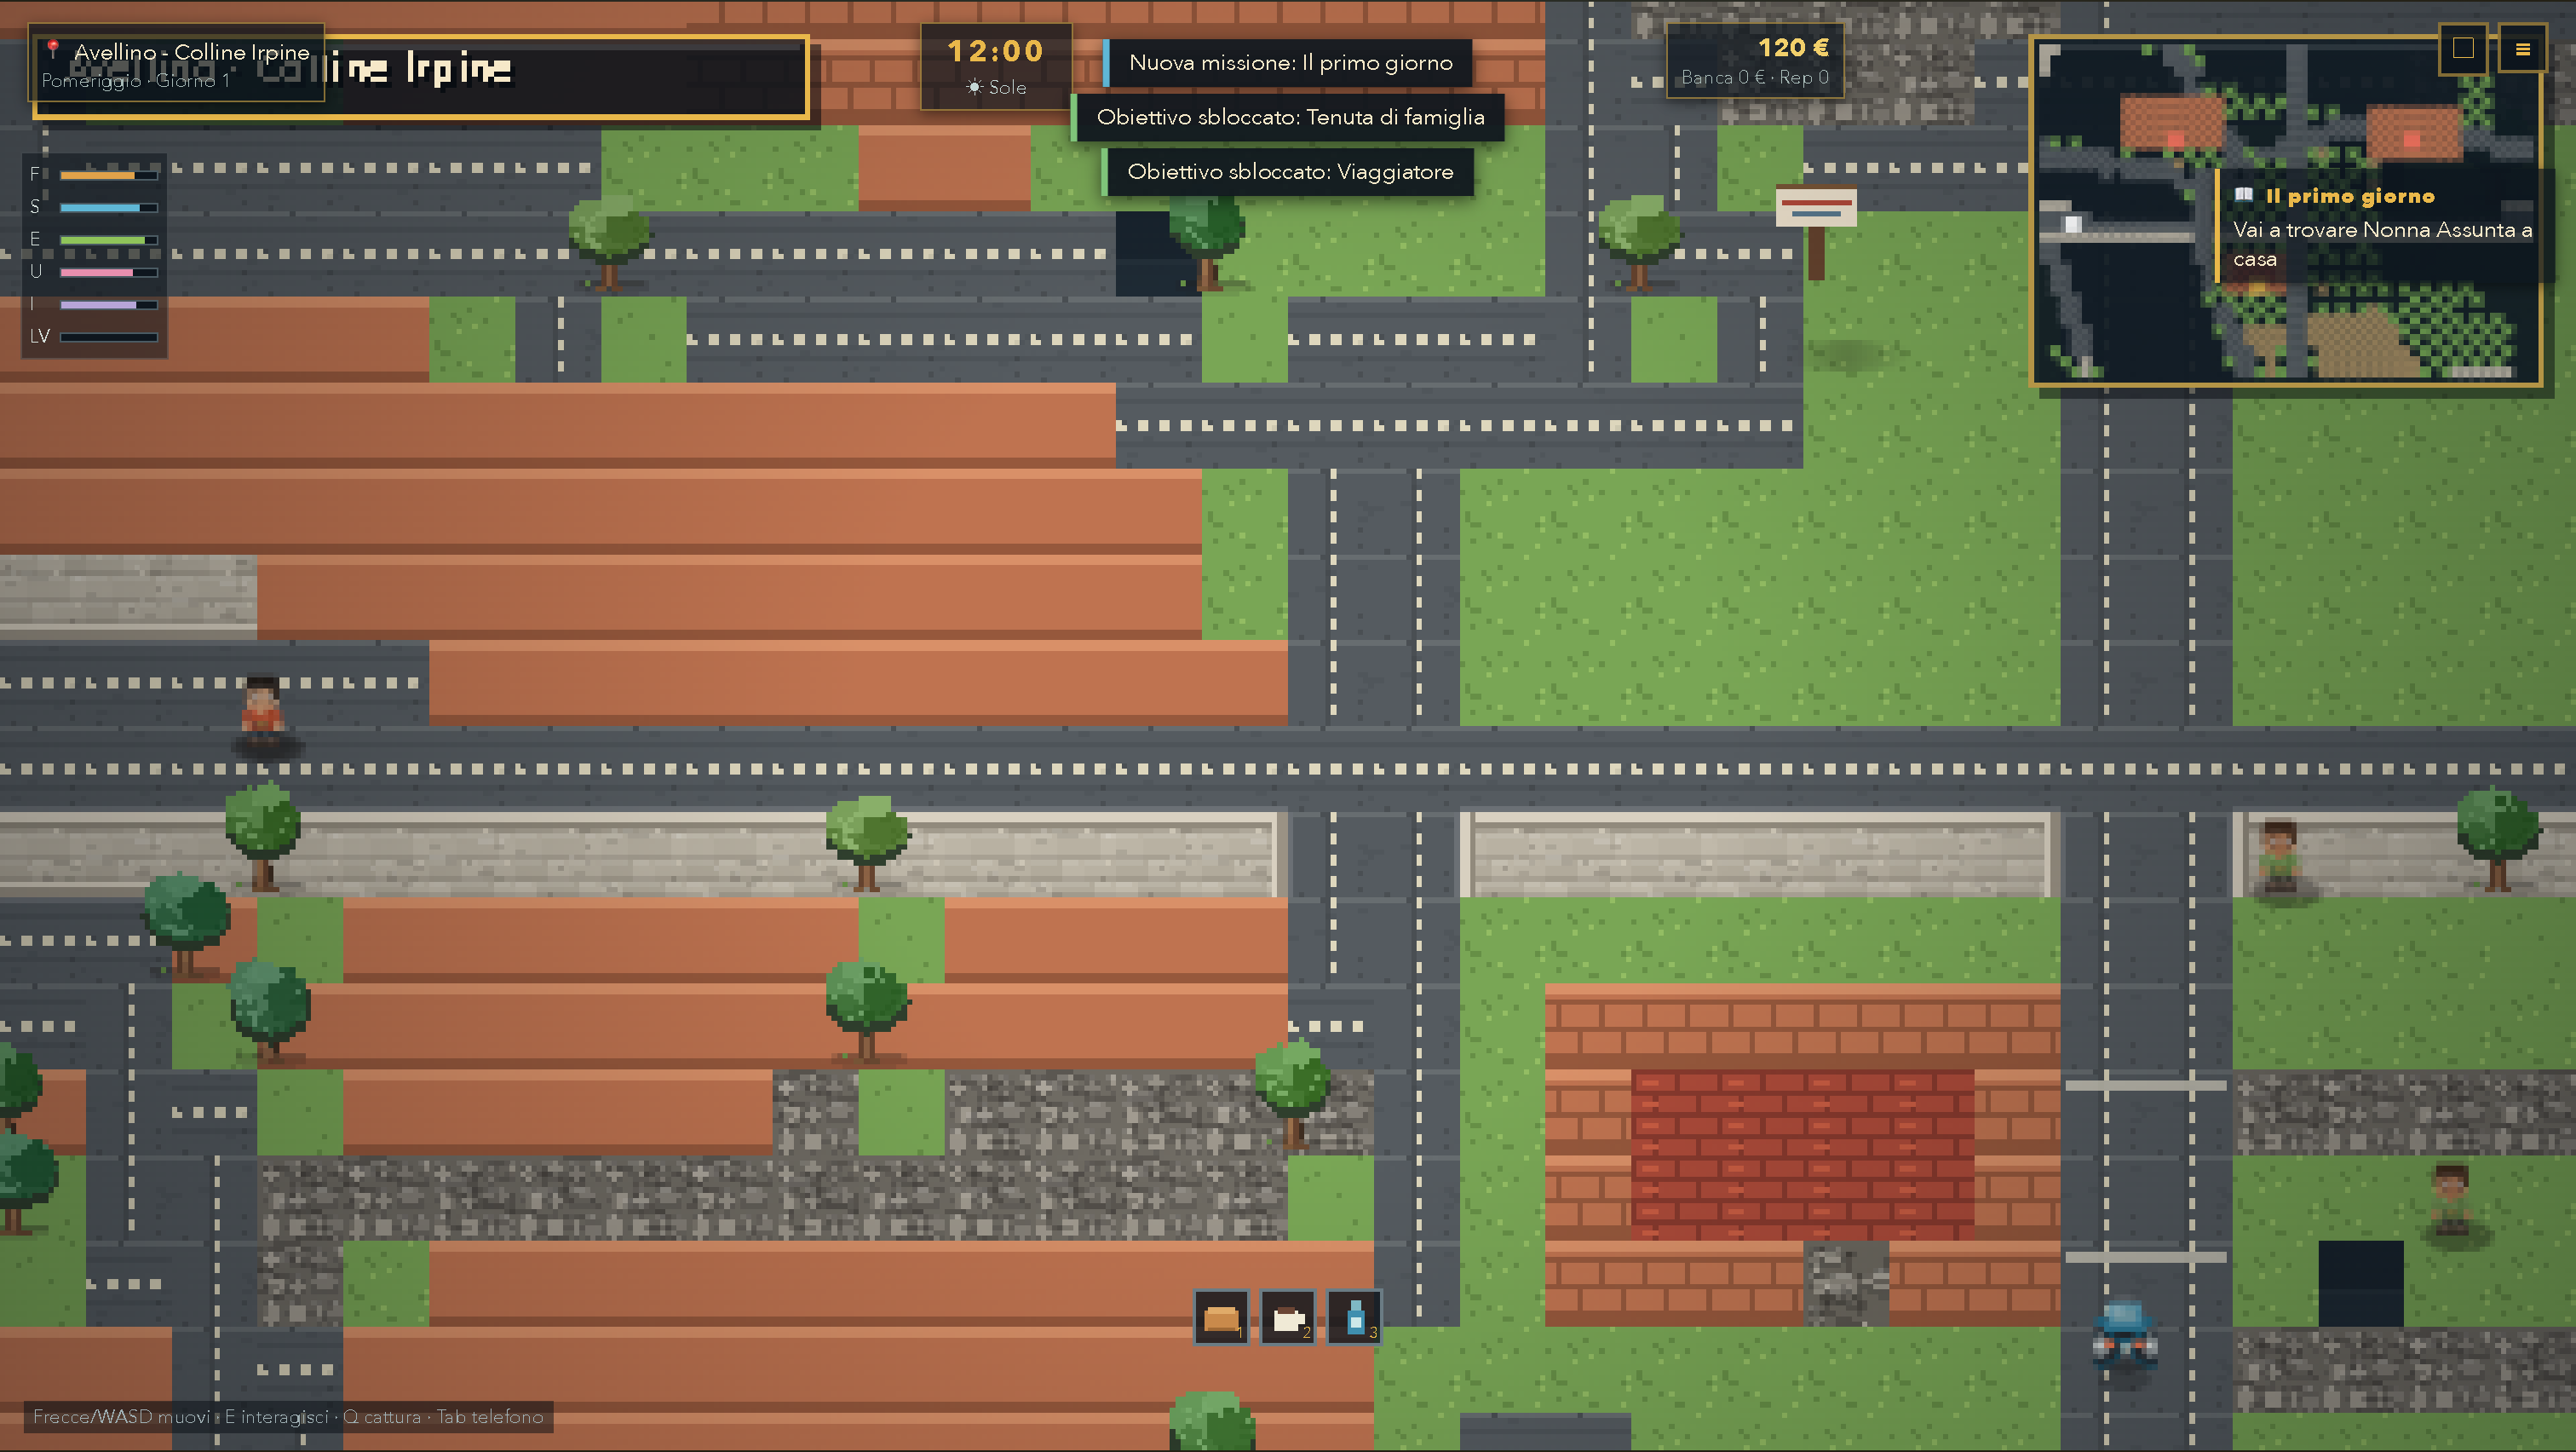 Avellino - Colline Irpine
Pomeriggio · Giorno 1
12:00
Sole
Nuova missione: Il primo giorno
Obiettivo sbloccato: Tenuta di famiglia
Obiettivo sbloccato: Viaggiatore
120 €
Banca 0 € · Rep 0
Il primo giorno
Vai a trovare Nonna Assunta a
casa
F
S
E
U
I
LV
1
2
3
Frecce/WASD muovi · E interagisci · Q cattura · Tab telefono